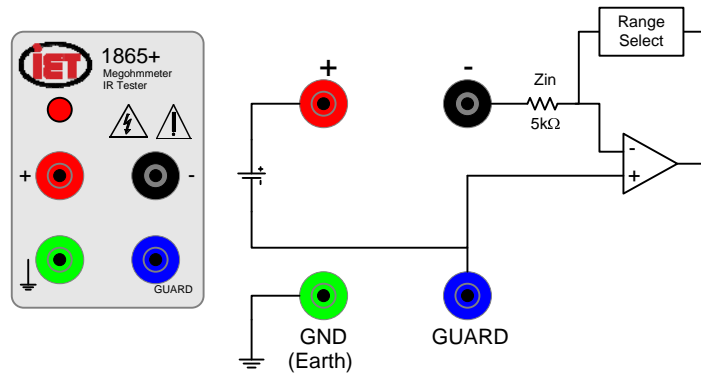 IET
1865+
Megohmmeter
IR Tester
+
-
GUARD
+
-
Zin
5kΩ
Range
Select
-
+
+
-
GND
(Earth)
GUARD